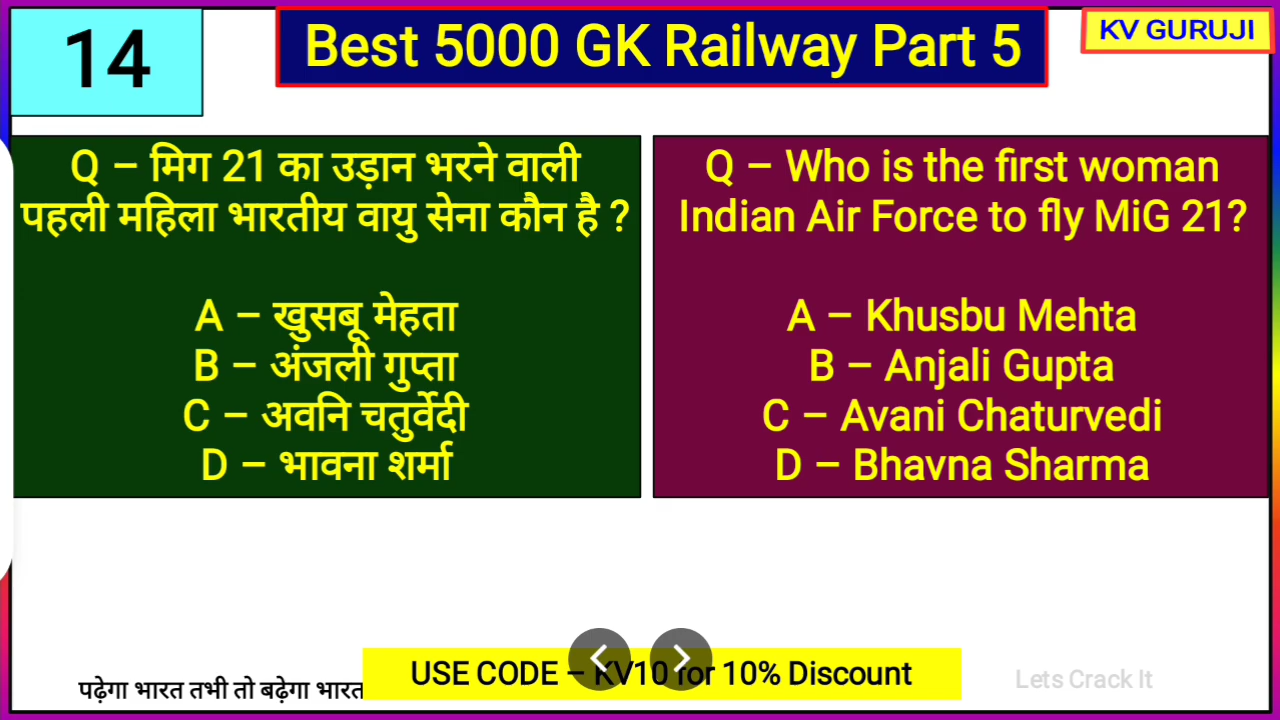 14
Best 5000 GK Railway Part 5
KV GURUJI
Q – मिग 21 का उड़ान भरने वाली
पहली महिला भारतीय वायु सेना कौन है ?
A – खुसबू मेहता
B – अंजली गुप्ता
C – अवनि चतुर्वेदी
D – भावना शर्मा
Q – Who is the first woman
Indian Air Force to fly MiG 21?
A – Khusbu Mehta
B – Anjali Gupta
C – Avani Chaturvedi
D – Bhavna Sharma
पढ़ेगा भारत तभी तो बढ़ेगा भारत
USE CODE – KV10 for 10% Discount
Lets Crack It